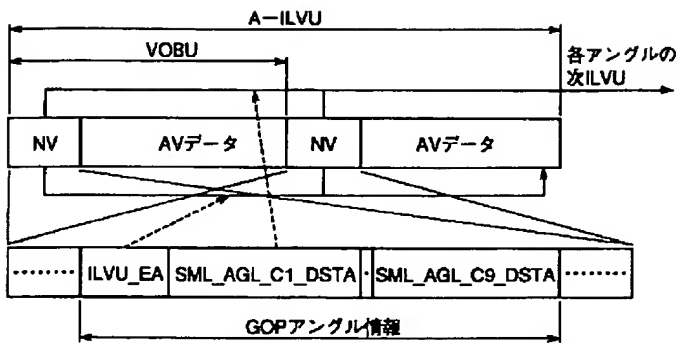 A-ILVU
VOBU
各アングルの
次ILVU
NV
AVデータ
NV
AVデータ
ILVU_EA
SML_AGL_C1_DSTA
SML_AGL_C9_DSTA
GOPアングル情報